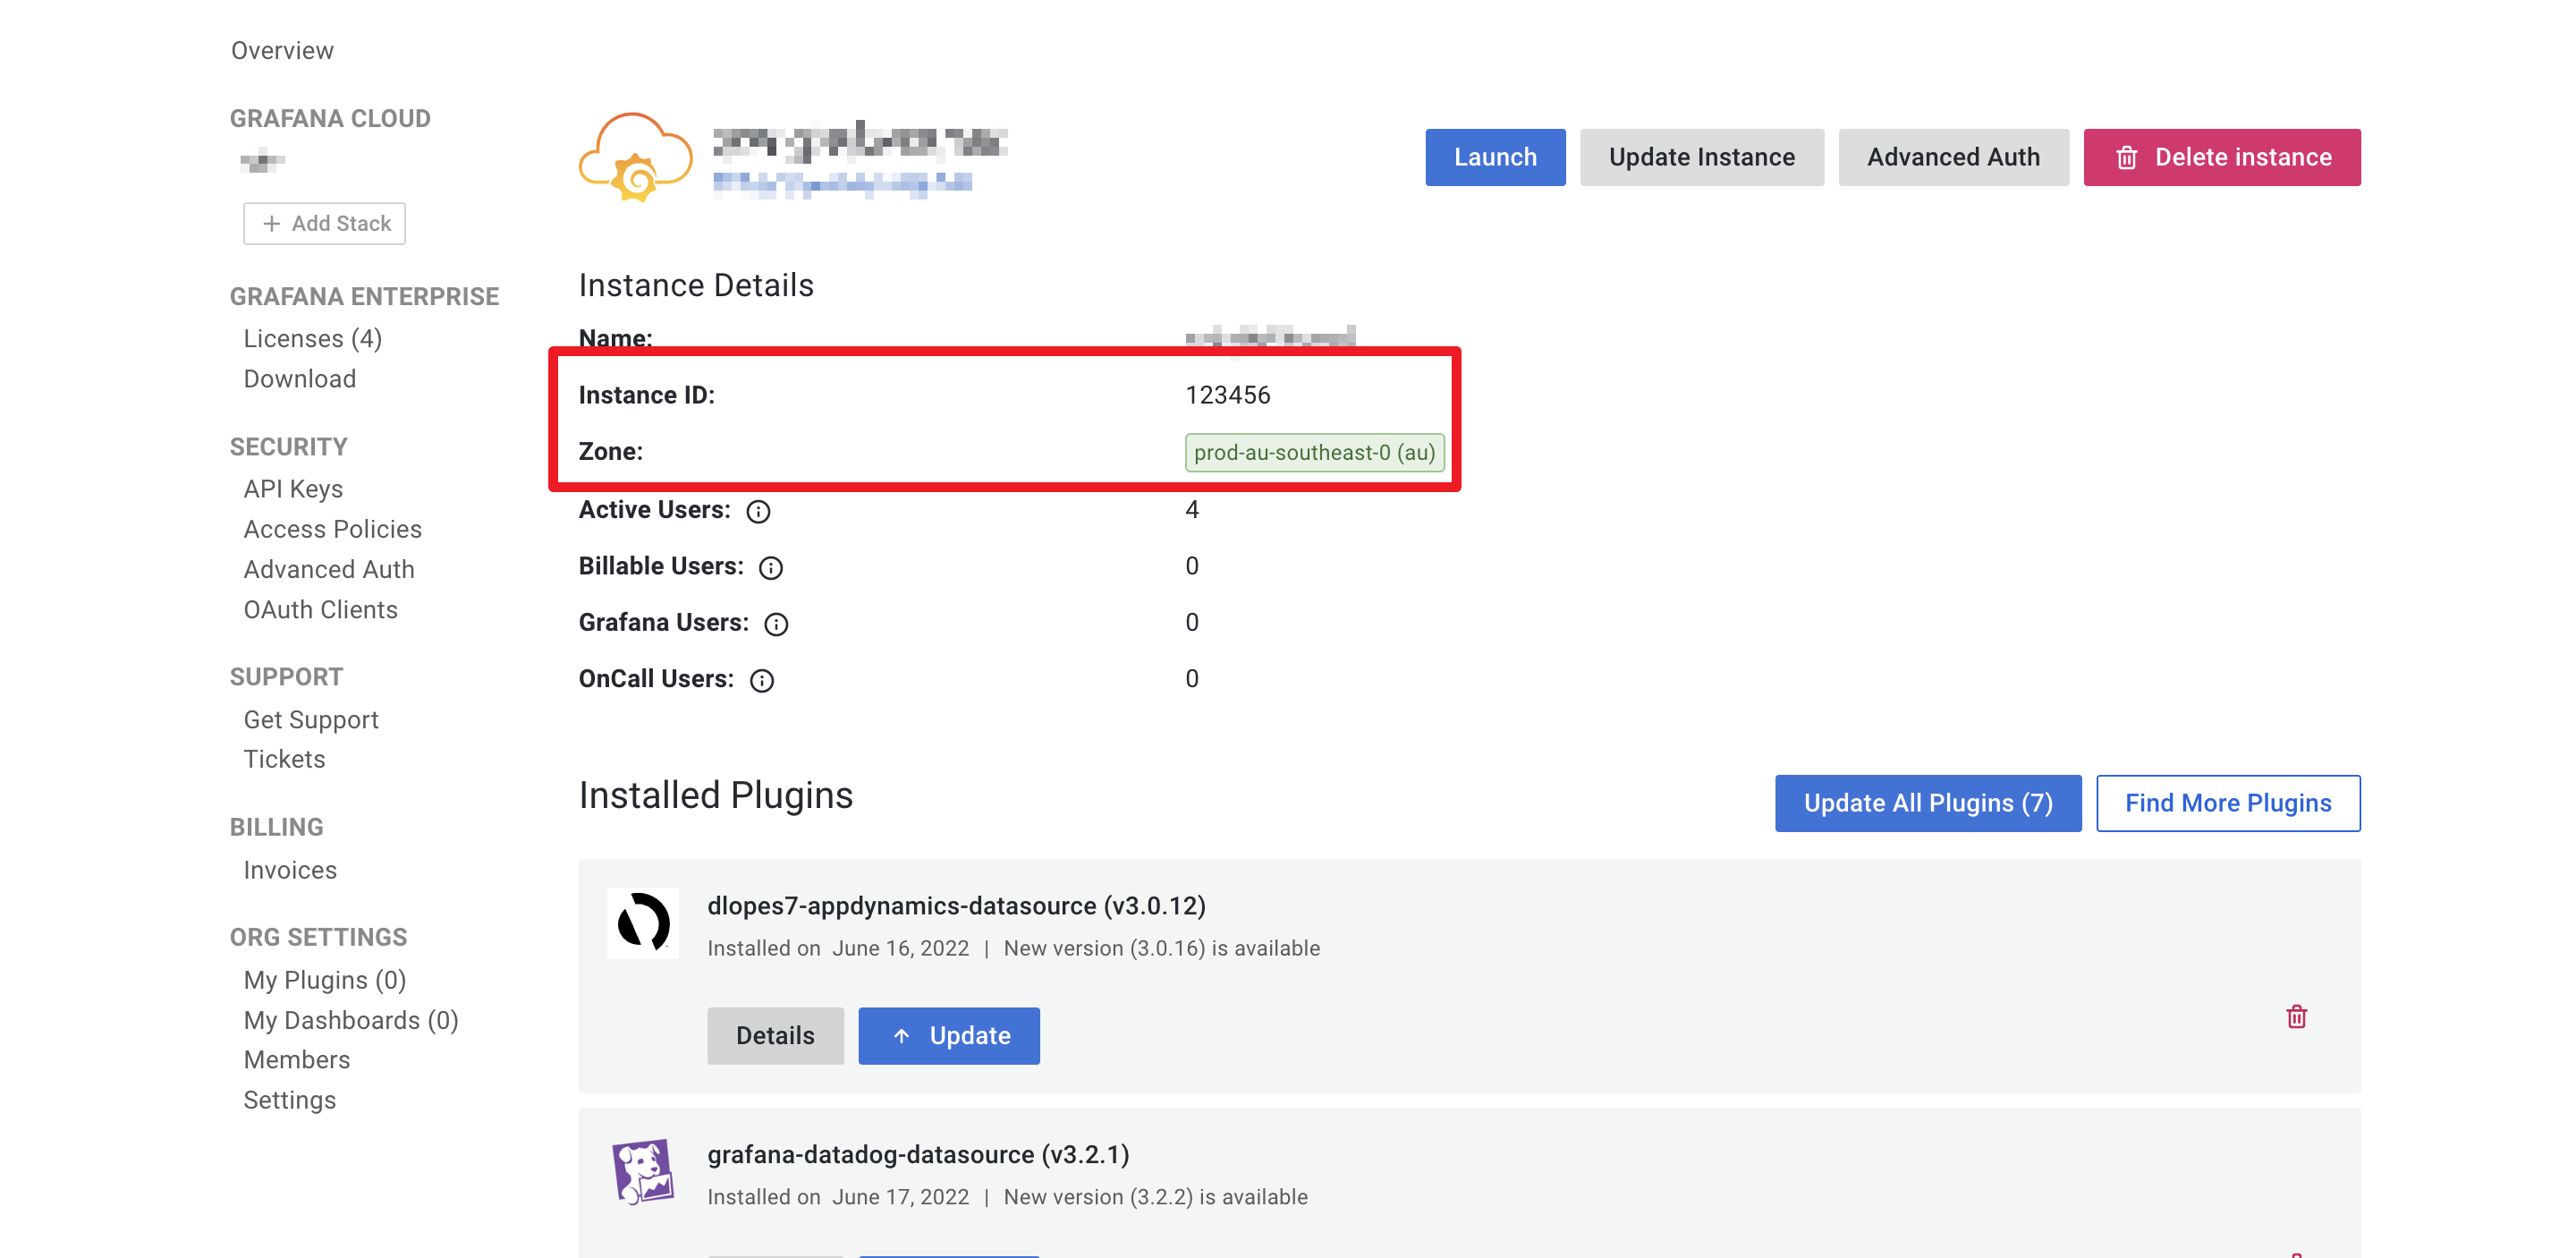 Overview
GRAFANA CLOUD
+ Add Stack
GRAFANA ENTERPRISE
Licenses (4)
Download
SECURITY
API Keys
Access Policies
Advanced Auth
OAuth Clients
SUPPORT
Get Support
Tickets
BILLING
Invoices
ORG SETTINGS
My Plugins (0)
My Dashboards (0)
Members
Settings
Launch Update Instance Advanced Auth Delete instance
Instance Details
Name:
Instance ID: 123456
Zone: prod-au-southeast-0 (au)
Active Users: 4
Billable Users: 0
Grafana Users: 0
OnCall Users: 0
Installed Plugins Update All Plugins (7) Find More Plugins
dlopes7-appdynamics-datasource (v3.0.12)
Installed on June 16, 2022 | New version (3.0.16) is available
Details Update
grafana-datadog-datasource (v3.2.1)
Installed on June 17, 2022 | New version (3.2.2) is available